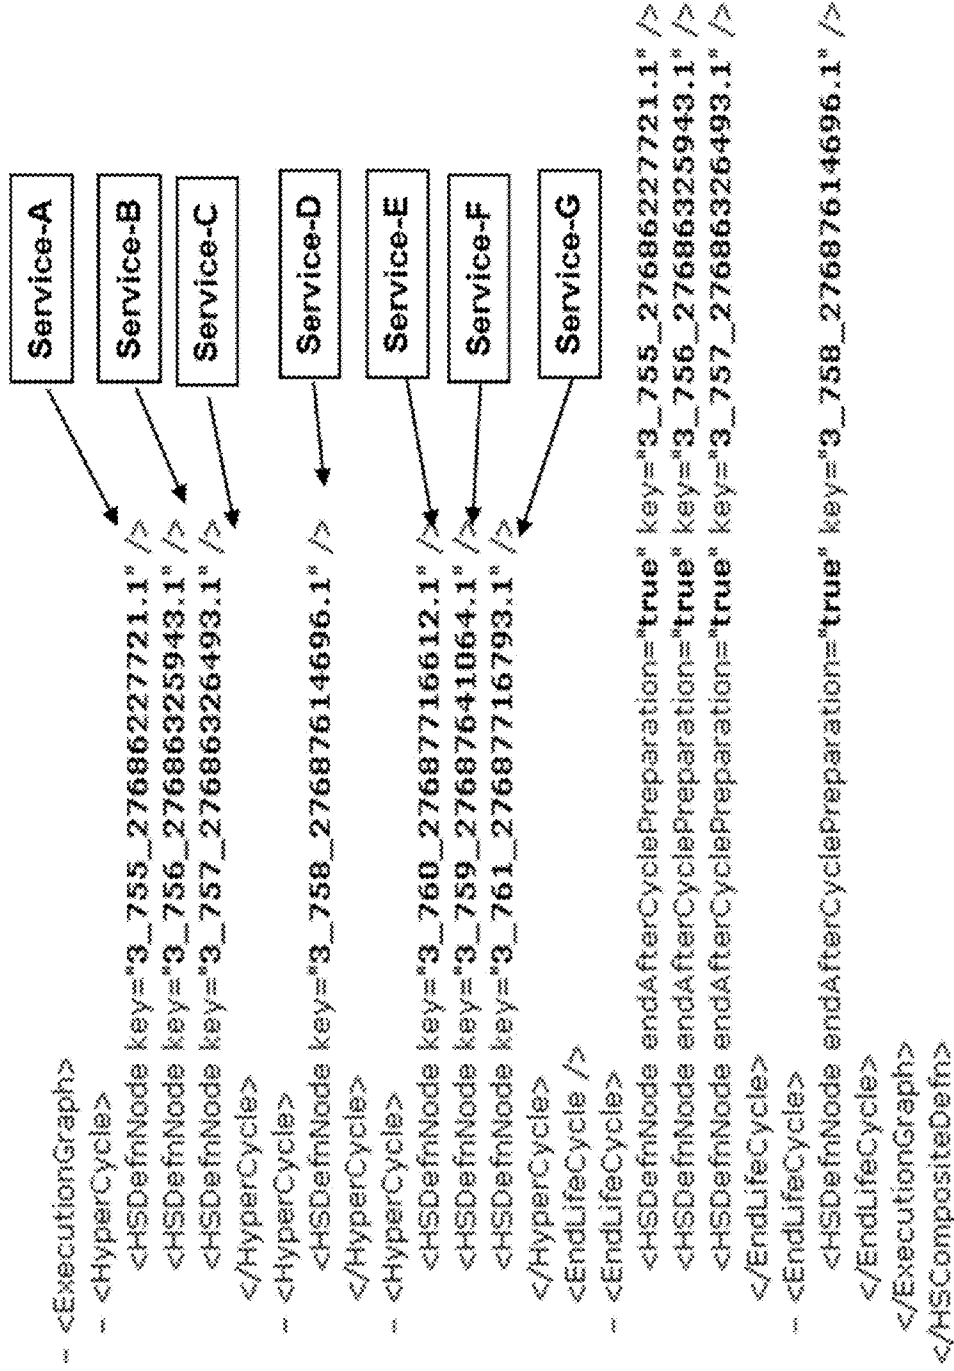 -- <ExecutionGraph>
-- <HyperCycle>
<HSDefnNode key="3_755_27686227721.1" />
<HSDefnNode key="3_756_27686325943.1" />
<HSDefnNode key="3_757_27686326493.1" />
</HyperCycle>
-- <HyperCycle>
<HSDefnNode key="3_758_27687614696.1" />
</HyperCycle>
-- <HyperCycle>
<HSDefnNode key="3_760_27687716612.1" />
<HSDefnNode key="3_759_27687641064.1" />
<HSDefnNode key="3_761_27687716793.1" />
</HyperCycle>
<EndLifeCycle />
-- <EndLifeCycle>
<HSDefnNode endAfterCyclePreparation="true" key="3_755_27686227721.1" />
<HSDefnNode endAfterCyclePreparation="true" key="3_756_27686325943.1" />
<HSDefnNode endAfterCyclePreparation="true" key="3_757_27686326493.1" />
</EndLifeCycle>
-- <EndLifeCycle>
<HSDefnNode endAfterCyclePreparation="true" key="3_758_27687614696.1" />
</EndLifeCycle>
</ExecutionGraph>
</HSCompositeDefn>
Service-A
Service-B
Service-C
Service-D
Service-E
Service-F
Service-G